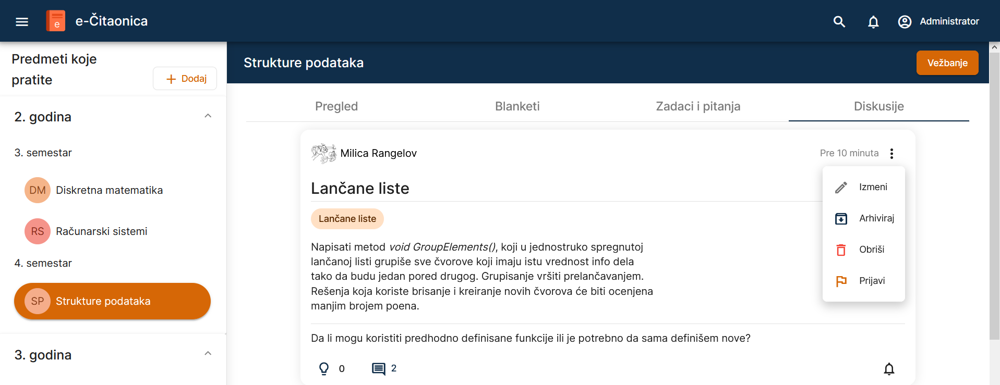 e
e-Čitaonica
Administrator
Predmeti koje
pratite
Dodaj
2. godina
3. semestar
DM
Diskretna matematika
RS
Računarski sistemi
4. semestar
SP
Strukture podataka
3. godina
Strukture podataka
Vežbanje
Pregled
Blanketi
Zadaci i pitanja
Diskusije
Milica Rangelov
Pre 10 minuta
Izmeni
Arhiviraj
Obriši
Prijavi
Lančane liste
Lančane liste
Napisati metod void GroupElements(), koji u jednostruko spregnutoj
lančanoj listi grupiše sve čvorove koji imaju istu vrednost info dela
tako da budu jedan pored drugog. Grupisanje vršiti prelančavanjem.
Rešenja koja koriste brisanje i kreiranje novih čvorova će biti ocenjena
manjim brojem poena.
Da li mogu koristiti predhodno definisane funkcije ili je potrebno da sama definišem nove?
0
2